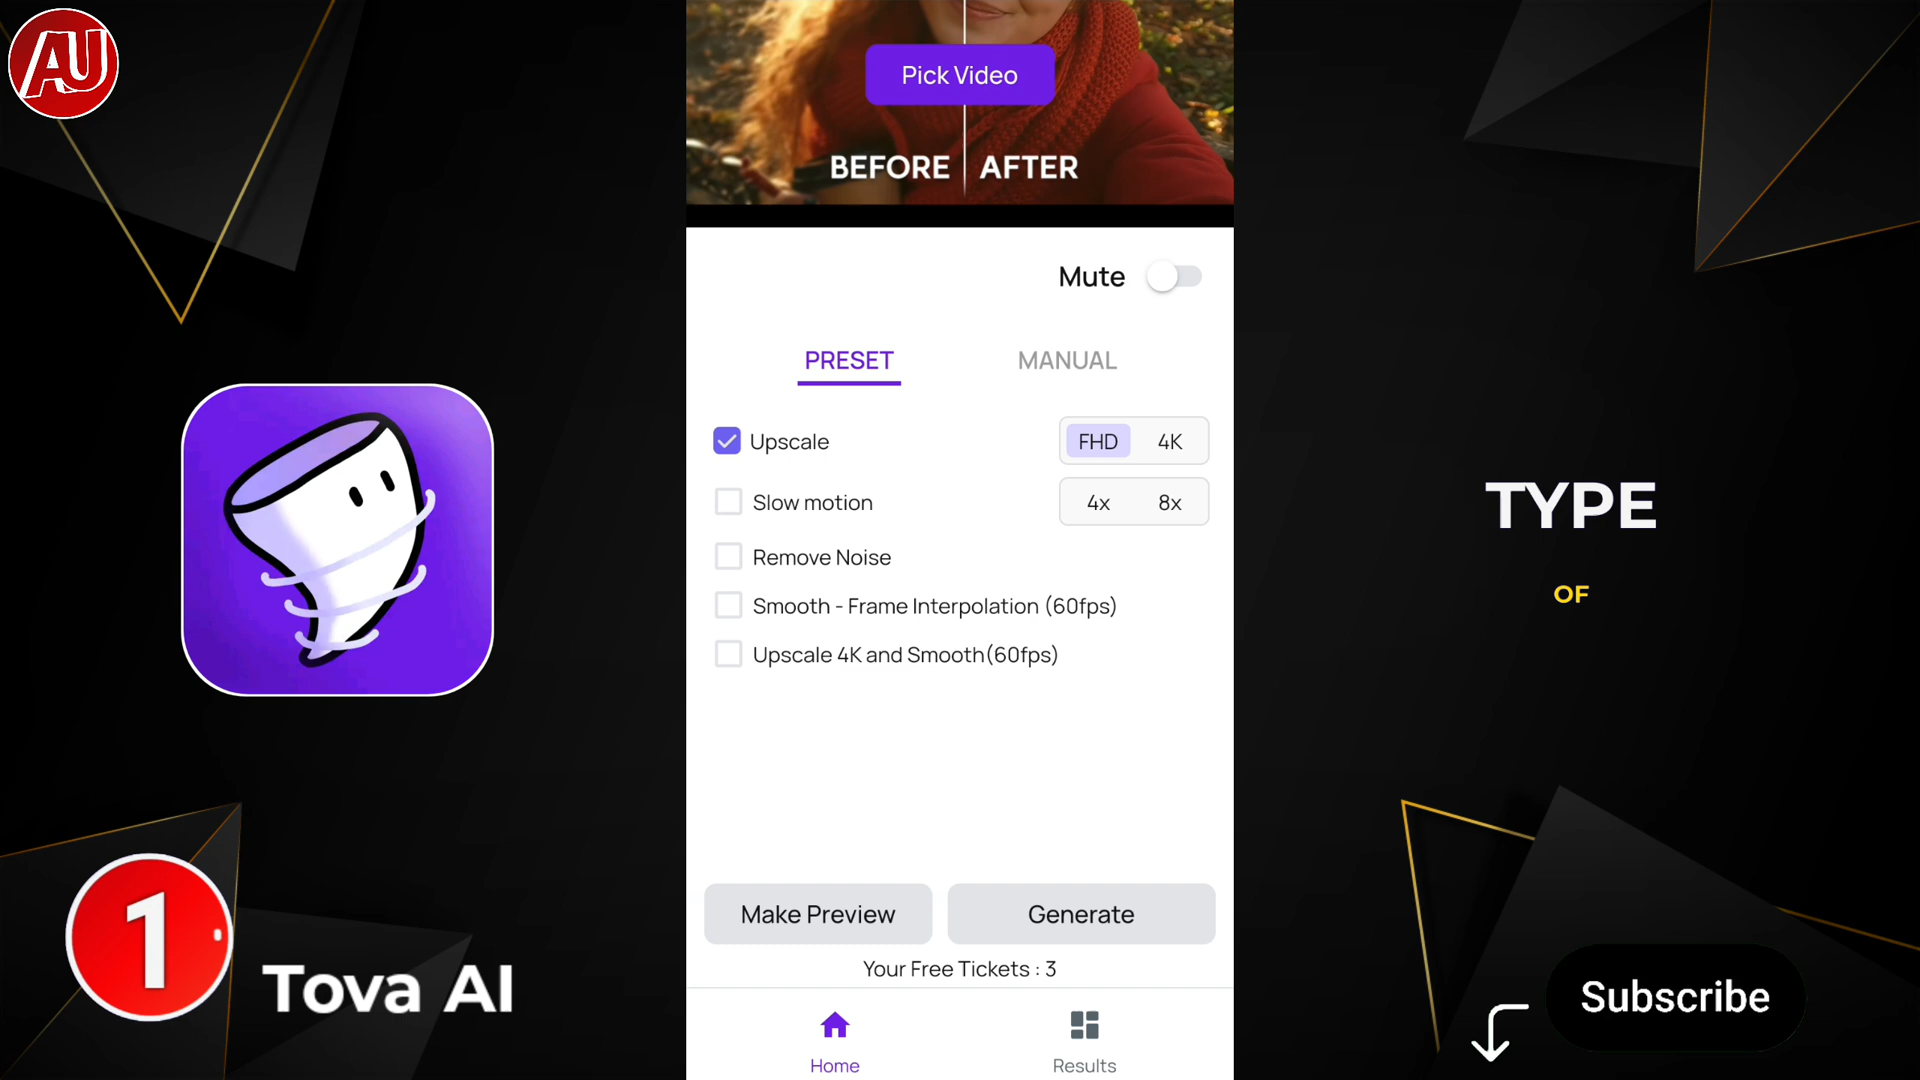 AU
Pick Video
BEFORE AFTER
Mute
PRESET MANUAL
Upscale FHD 4K
Slow motion 4x 8x
Remove Noise
Smooth - Frame Interpolation (60fps)
Upscale 4K and Smooth(60fps)
Make Preview Generate
Your Free Tickets : 3
Home Results
1 Tova AI
TYPE
OF
Subscribe